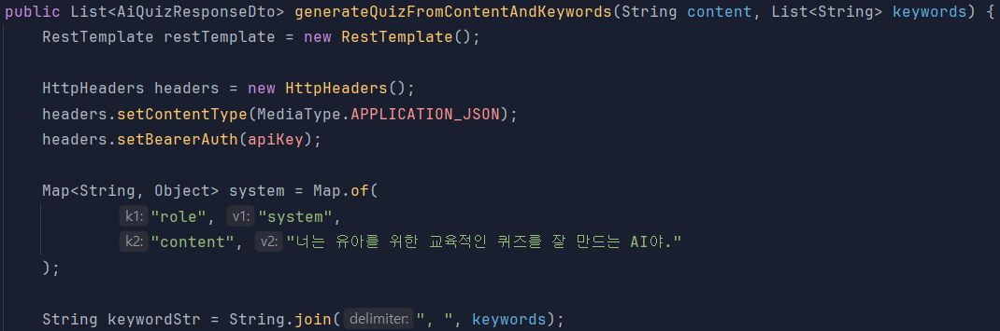 public List<AiQuizResponseDto> generateQuizFromContentAndKeywords(String content, List<String> keywords) {
RestTemplate restTemplate = new RestTemplate();
HttpHeaders headers = new HttpHeaders();
headers.setContentType(MediaType.APPLICATION_JSON);
headers.setBearerAuth(apiKey);
Map<String, Object> system = Map.of(
k1: "role", v1: "system",
k2: "content", v2: "너는 유아를 위한 교육적인 퀴즈를 잘 만드는 AI야."
);
String keywordStr = String.join( delimiter: ", ", keywords);